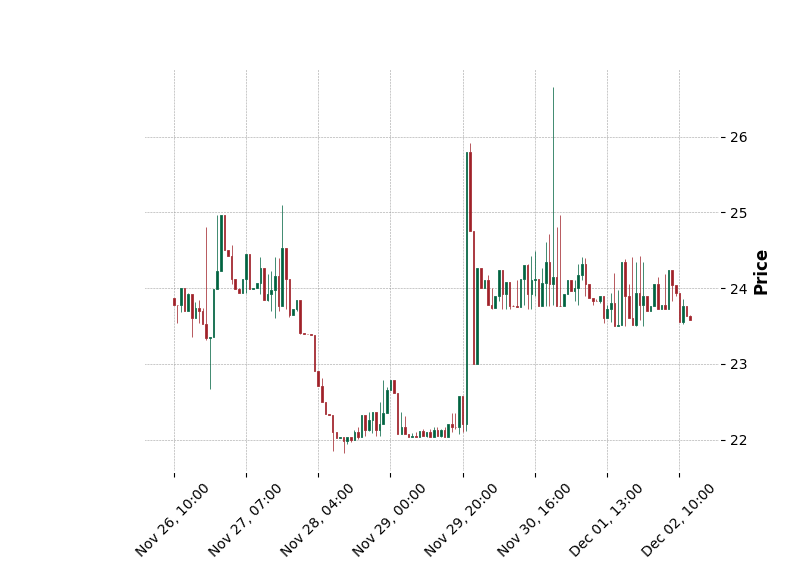 26
25
24
23
22
Price
Nov 26, 10:00
Nov 27, 07:00
Nov 28, 04:00
Nov 29, 00:00
Nov 29, 20:00
Nov 30, 16:00
Dec 01, 13:00
Dec 02, 10:00